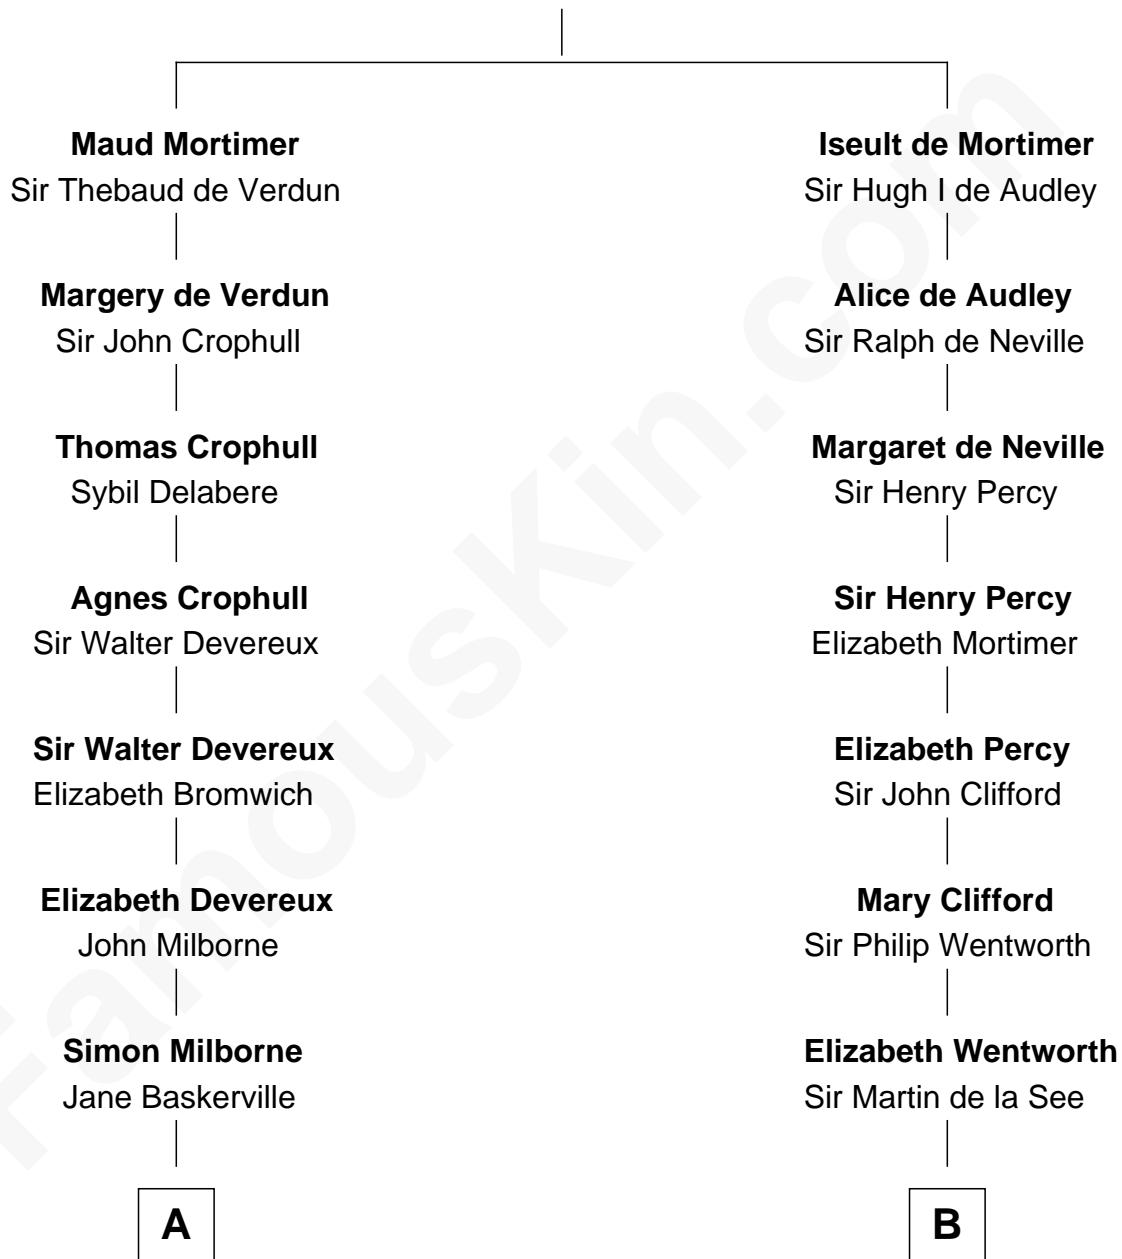 Maud Mortimer
Sir Thebaud de Verdun
Margery de Verdun
Sir John Crophull
Thomas Crophull
Sybil Delabere
Agnes Crophull
Sir Walter Devereux
Sir Walter Devereux
Elizabeth Bromwich
Elizabeth Devereux
John Milborne
Simon Milborne
Jane Baskerville
A
Iseult de Mortimer
Sir Hugh I de Audley
Alice de Audley
Sir Ralph de Neville
Margaret de Neville
Sir Henry Percy
Sir Henry Percy
Elizabeth Mortimer
Elizabeth Percy
Sir John Clifford
Mary Clifford
Sir Philip Wentworth
Elizabeth Wentworth
Sir Martin de la See
B
FamousKin.com